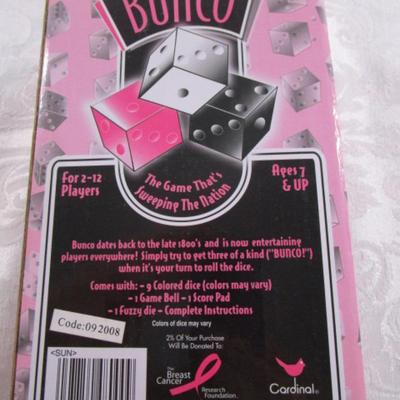 BUNCO
For 2-12
Players
The Game That's
Sweeping The Nation
Ages 7
& UP
Bunco dates back to the late 1800's and is now entertaining
players everywhere! Simply try to get three of a kind ("BUNCO!")
when it's your turn to roll the dice.
Comes with: - 9 Colored dice (colors may vary)
- 1 Game Bell - 1 Score Pad
- 1 Fuzzy die - Complete Instructions
Colors of dice may vary
Code:092008
2% Of Your Purchase
Will Be Donated To:
<SUN>
The
Breast
Cancer
Research
Foundation.
Cardinal®